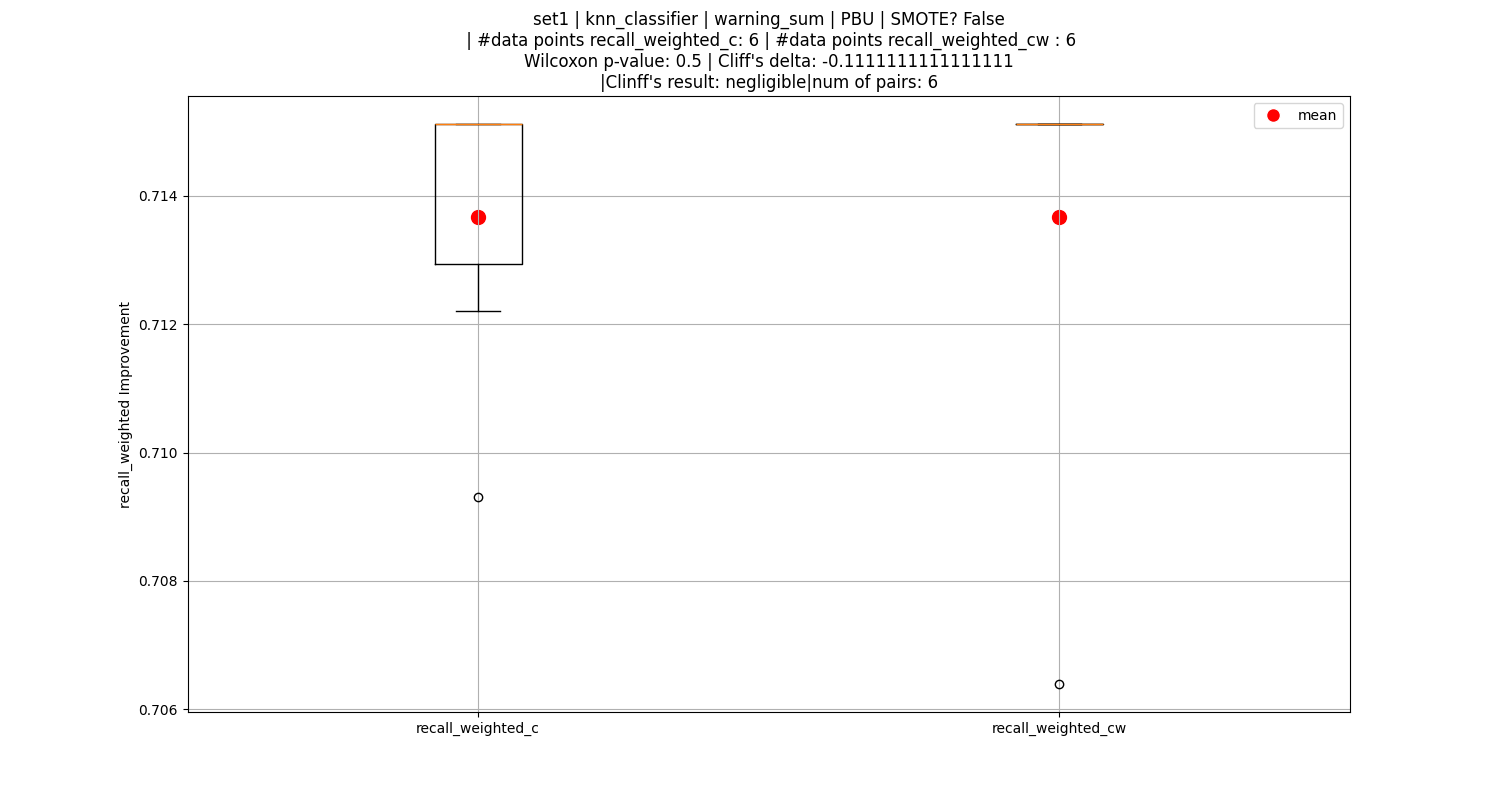 set1 | knn_classifier | warning_sum | PBU | SMOTE? False
| #data points recall_weighted_c: 6 | #data points recall_weighted_cw : 6
Wilcoxon p-value: 0.5 | Cliff's delta: -0.1111111111111111
|Clinff's result: negligible|num of pairs: 6
mean
0.714
0.712
0.710
0.708
0.706
recall_weighted Improvement
recall_weighted_c
recall_weighted_cw